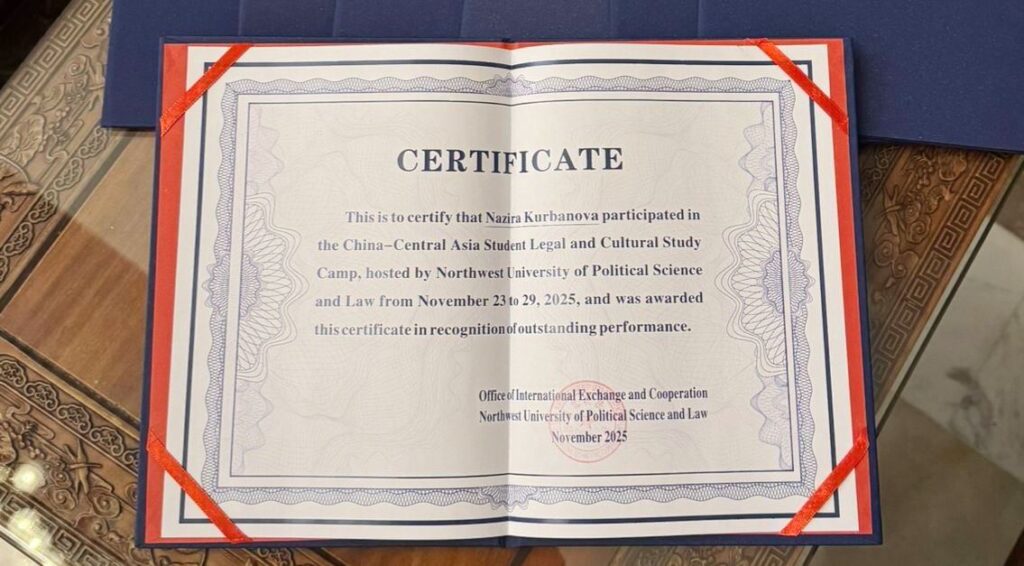 CERTIFICATE
This is to certify that Nazira Kurbanova participated in
the China–Central Asia Student Legal and Cultural Study
Camp, hosted by Northwest University of Political Science
and Law from November 23 to 29, 2025, and was awarded
this certificate in recognition of outstanding performance.
Office of International Exchange and Cooperation
Northwest University of Political Science and Law
November 2025